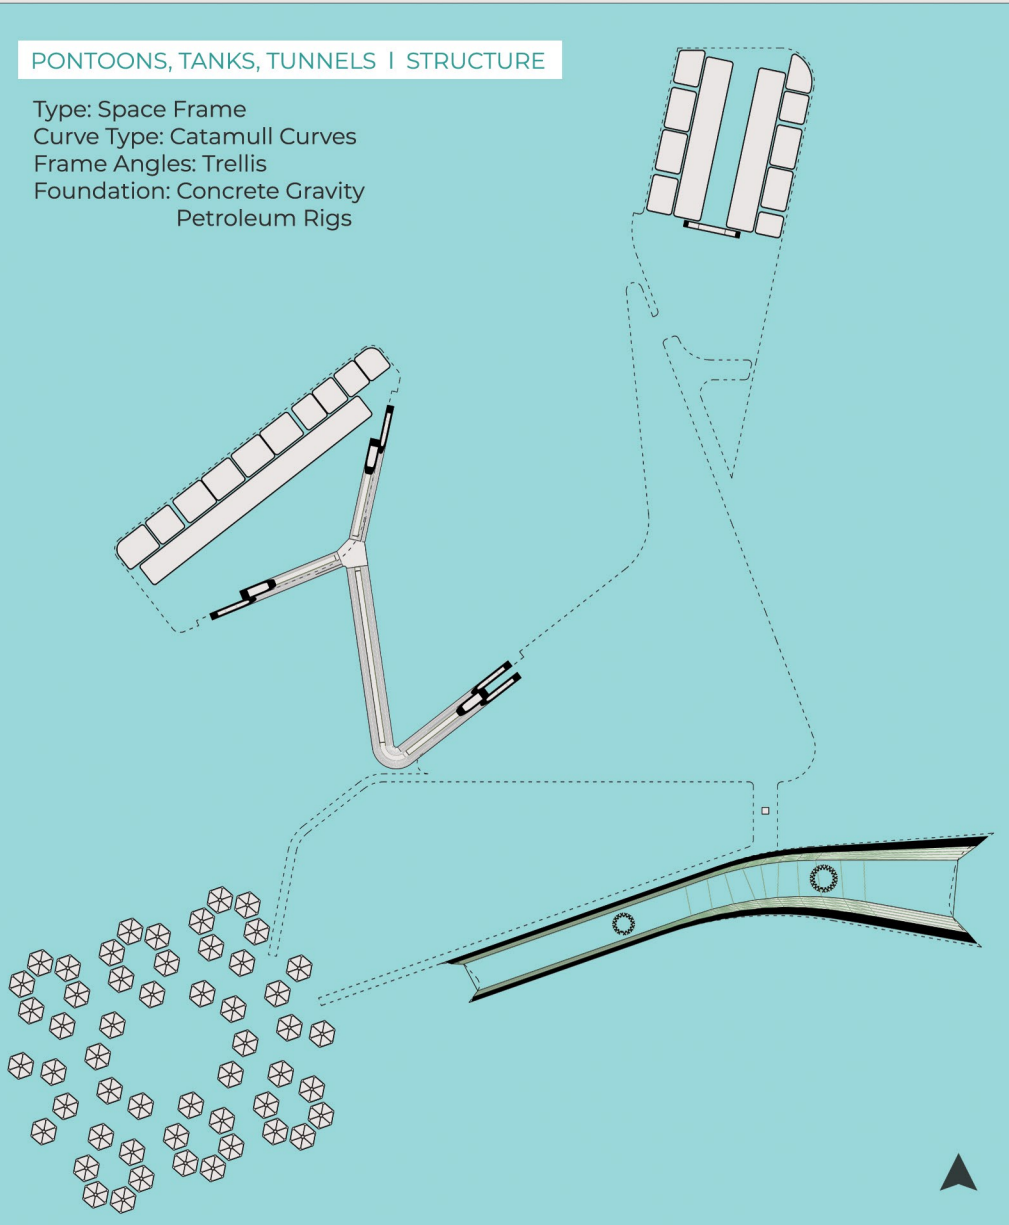 PONTOONS, TANKS, TUNNELS I STRUCTURE
Type: Space Frame
Curve Type: Catamull Curves
Frame Angles: Trellis
Foundation: Concrete Gravity
Petroleum Rigs